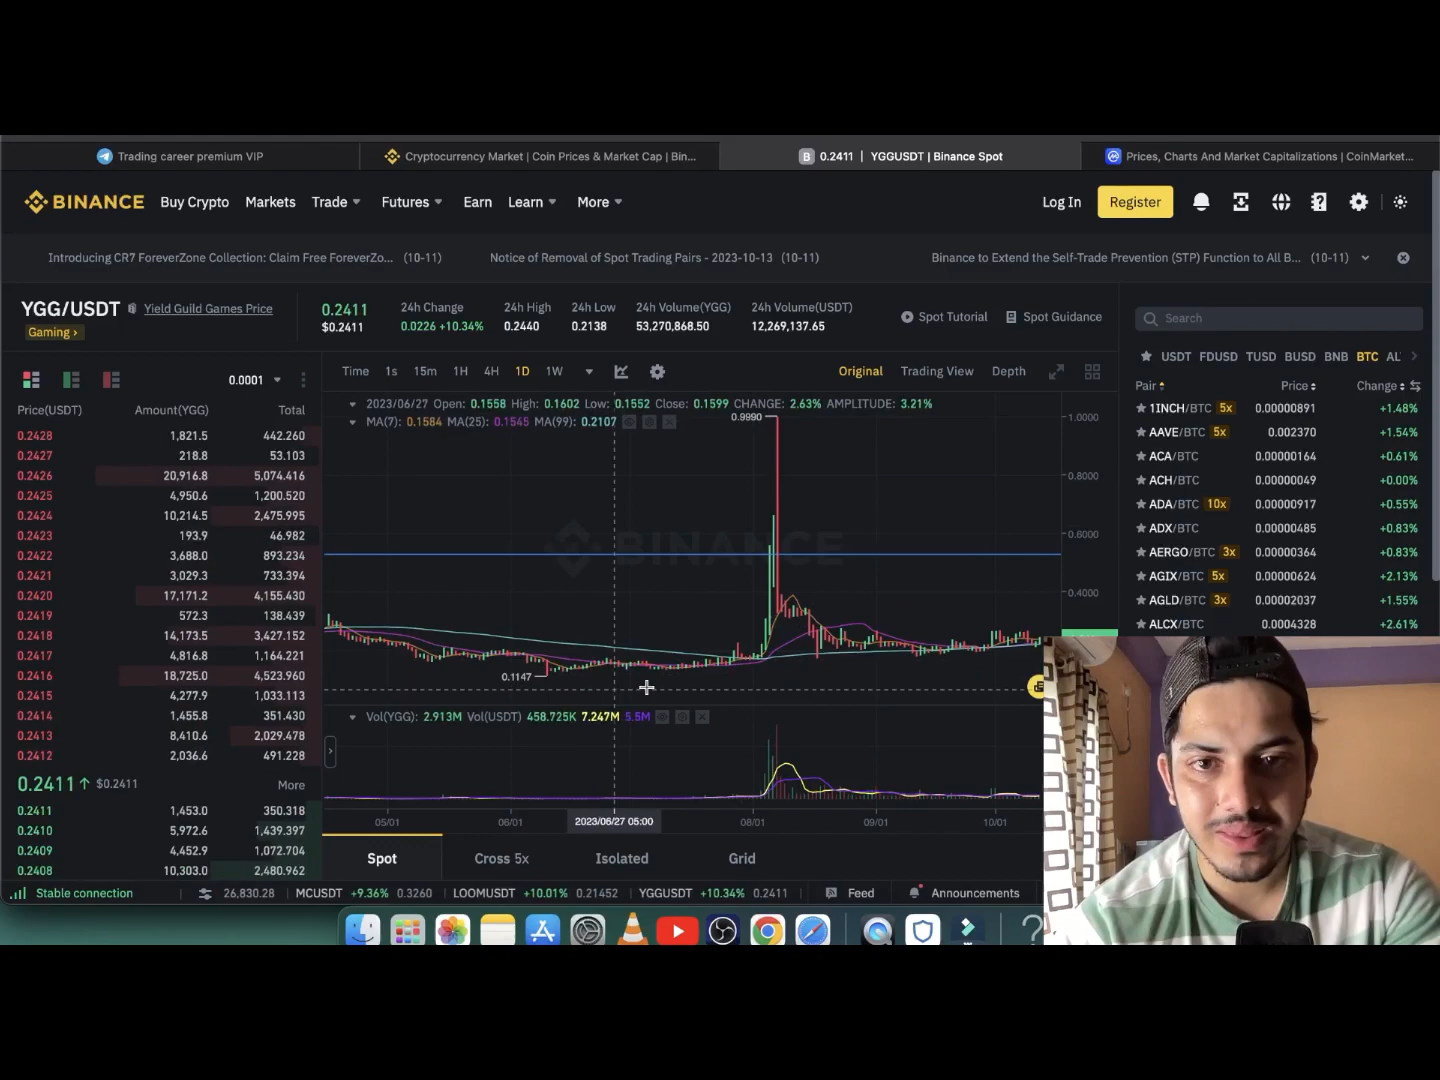 Trading career premium VIP
Cryptocurrency Market | Coin Prices & Market Cap | Bin...
B 0.2411 | YGGUSDT | Binance Spot
Prices, Charts And Market Capitalizations | CoinMarket...
BINANCE Buy Crypto Markets Trade Futures Earn Learn More Log In Register
Introducing CR7 ForeverZone Collection: Claim Free ForeverZo... (10-11) Notice of Removal of Spot Trading Pairs - 2023-10-13 (10-11) Binance to Extend the Self-Trade Prevention (STP) Function to All B... (10-11)
YGG/USDT Yield Guild Games Price
Gaming ›
0.2411
$0.2411
24h Change
0.0226 +10.34%
24h High
0.2440
24h Low
0.2138
24h Volume(YGG)
53,270,868.50
24h Volume(USDT)
12,269,137.65
Spot Tutorial Spot Guidance
0.0001
Price(USDT) Amount(YGG) Total
0.2428 1,821.5 442.260
0.2427 218.8 53.103
0.2426 20,916.8 5,074.416
0.2425 4,950.6 1,200.520
0.2424 10,214.5 2,475.995
0.2423 193.9 46.982
0.2422 3,688.0 893.234
0.2421 3,029.3 733.394
0.2420 17,171.2 4,155.430
0.2419 572.3 138.439
0.2418 14,173.5 3,427.152
0.2417 4,816.8 1,164.221
0.2416 18,725.0 4,523.960
0.2415 4,277.9 1,033.113
0.2414 1,455.8 351.430
0.2413 8,410.6 2,029.478
0.2412 2,036.6 491.228
0.2411↑ $0.2411 More
0.2411 1,453.0 350.318
0.2410 5,972.6 1,439.397
0.2409 4,452.9 1,072.704
0.2408 10,303.0 2,480.962
Time 1s 15m 1H 4H 1D 1W Original Trading View Depth
2023/06/27 Open: 0.1558 High: 0.1602 Low: 0.1552 Close: 0.1599 CHANGE: 2.63% AMPLITUDE: 3.21%
MA(7): 0.1584 MA(25): 0.1545 MA(99): 0.2107
0.9990
1.0000
0.8000
0.6000
0.4000
BINANCE
0.1147
Vol(YGG): 2.913M Vol(USDT) 458.725K 7.247M 5.5M
05/01 06/01 2023/06/27 05:00 08/01 09/01 10/01
Spot Cross 5x Isolated Grid
Search
USDT FDUSD TUSD BUSD BNB BTC AL
Pair Price Change
1INCH/BTC 5x 0.00000891 +1.48%
AAVE/BTC 5x 0.002370 +1.54%
ACA/BTC 0.00000164 +0.61%
ACH/BTC 0.00000049 +0.00%
ADA/BTC 10x 0.00000917 +0.55%
ADX/BTC 0.00000485 +0.83%
AERGO/BTC 3x 0.00000364 +0.83%
AGIX/BTC 5x 0.00000624 +2.13%
AGLD/BTC 3x 0.00002037 +1.55%
ALCX/BTC 0.0004328 +2.61%
Stable connection 26,830.28 MCUSDT +9.36% 0.3260 LOOMUSDT +10.01% 0.21452 YGGUSDT +10.34% 0.2411 Feed Announcements